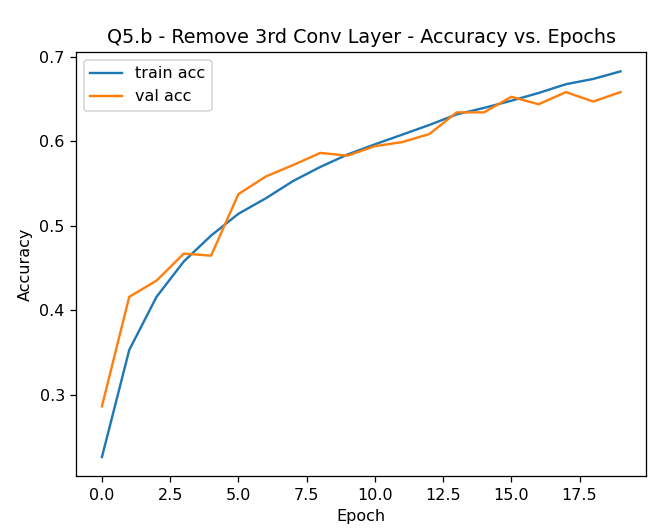 Q5.b - Remove 3rd Conv Layer - Accuracy vs. Epochs
train acc
val acc
0.7
0.6
0.5
0.4
0.3
Accuracy
0.0 2.5 5.0 7.5 10.0 12.5 15.0 17.5
Epoch